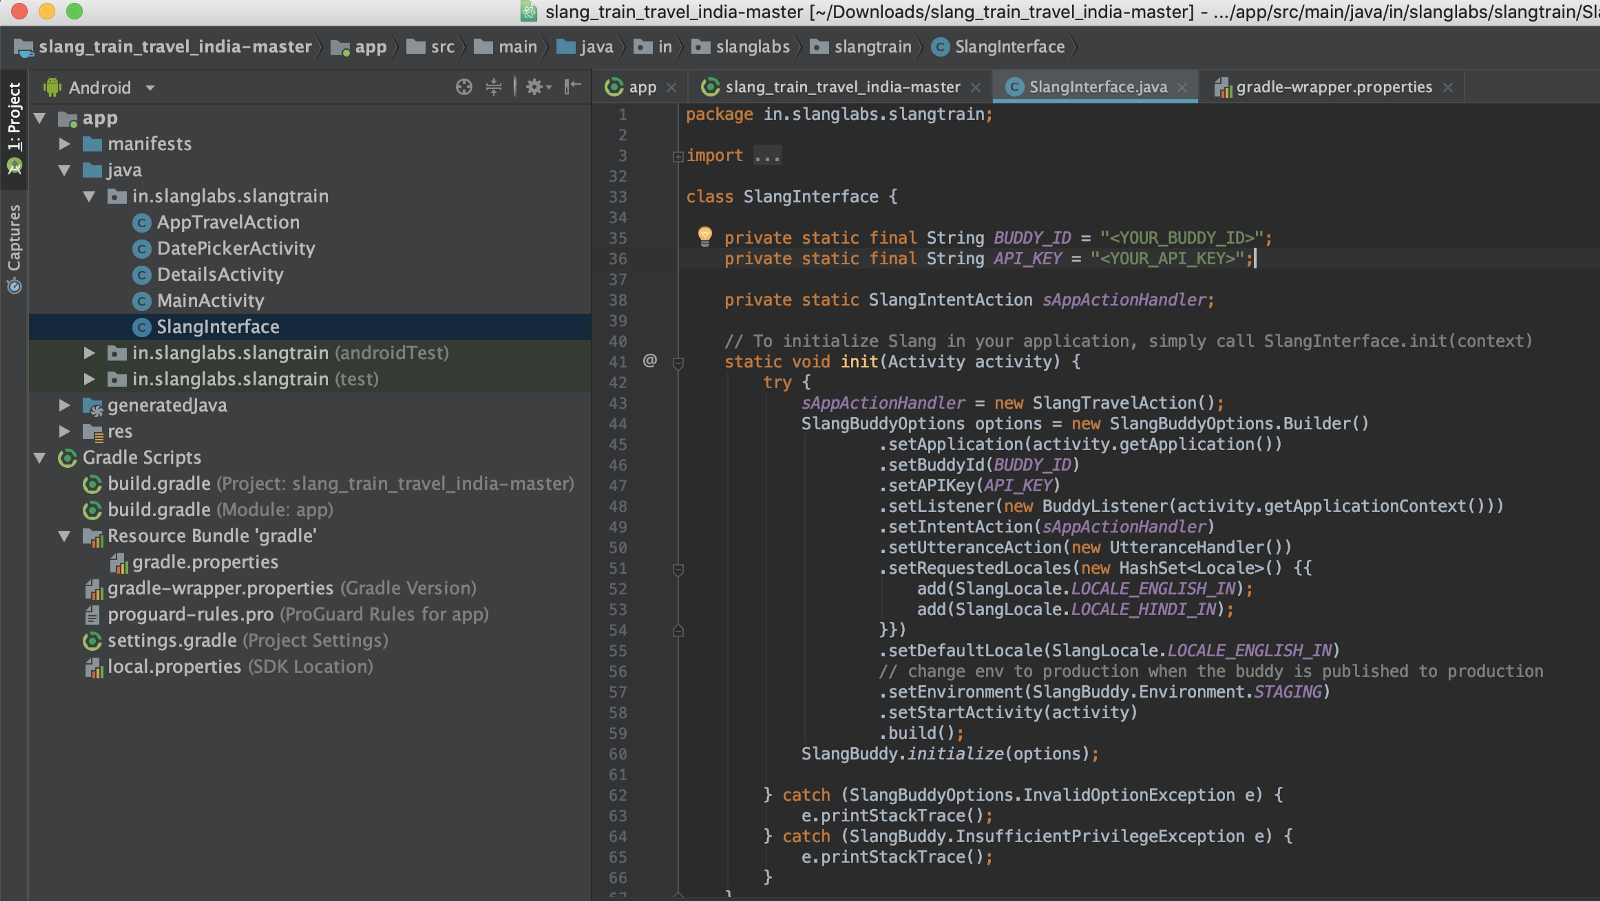 slang_train_travel_india-master [~/Downloads/slang_train_travel_india-master] - .../app/src/main/java/in/slanglabs/slangtrain/Sl
slang_train_travel_india-master app src main java in slanglabs slangtrain SlangInterface
1: Project
Captures
Android
app
manifests
java
in.slanglabs.slangtrain
AppTravelAction
DatePickerActivity
DetailsActivity
MainActivity
SlangInterface
in.slanglabs.slangtrain (androidTest)
in.slanglabs.slangtrain (test)
generatedJava
res
Gradle Scripts
build.gradle (Project: slang_train_travel_india-master)
build.gradle (Module: app)
Resource Bundle 'gradle'
gradle.properties
gradle-wrapper.properties (Gradle Version)
proguard-rules.pro (ProGuard Rules for app)
settings.gradle (Project Settings)
local.properties (SDK Location)
app slang_train_travel_india-master SlangInterface.java gradle-wrapper.properties
1 package in.slanglabs.slangtrain;
2
3 import ...
32
33 class SlangInterface {
34
35 private static final String BUDDY_ID = "<YOUR_BUDDY_ID>";
36 private static final String API_KEY = "<YOUR_API_KEY>";
37
38 private static SlangIntentAction sAppActionHandler;
39
40 // To initialize Slang in your application, simply call SlangInterface.init(context)
41 @ static void init(Activity activity) {
42 try {
43 sAppActionHandler = new SlangTravelAction();
44 SlangBuddyOptions options = new SlangBuddyOptions.Builder()
45 .setApplication(activity.getApplication())
46 .setBuddyId(BUDDY_ID)
47 .setAPIKey(API_KEY)
48 .setListener(new BuddyListener(activity.getApplicationContext()))
49 .setIntentAction(sAppActionHandler)
50 .setUtteranceAction(new UtteranceHandler())
51 .setRequestedLocales(new HashSet<Locale>() {{
52 add(SlangLocale.LOCALE_ENGLISH_IN);
53 add(SlangLocale.LOCALE_HINDI_IN);
54 }})
55 .setDefaultLocale(SlangLocale.LOCALE_ENGLISH_IN)
56 // change env to production when the buddy is published to production
57 .setEnvironment(SlangBuddy.Environment.STAGING)
58 .setStartActivity(activity)
59 .build();
60 SlangBuddy.initialize(options);
61
62 } catch (SlangBuddyOptions.InvalidOptionException e) {
63 e.printStackTrace();
64 } catch (SlangBuddy.InsufficientPrivilegeException e) {
65 e.printStackTrace();
66 }
67 }